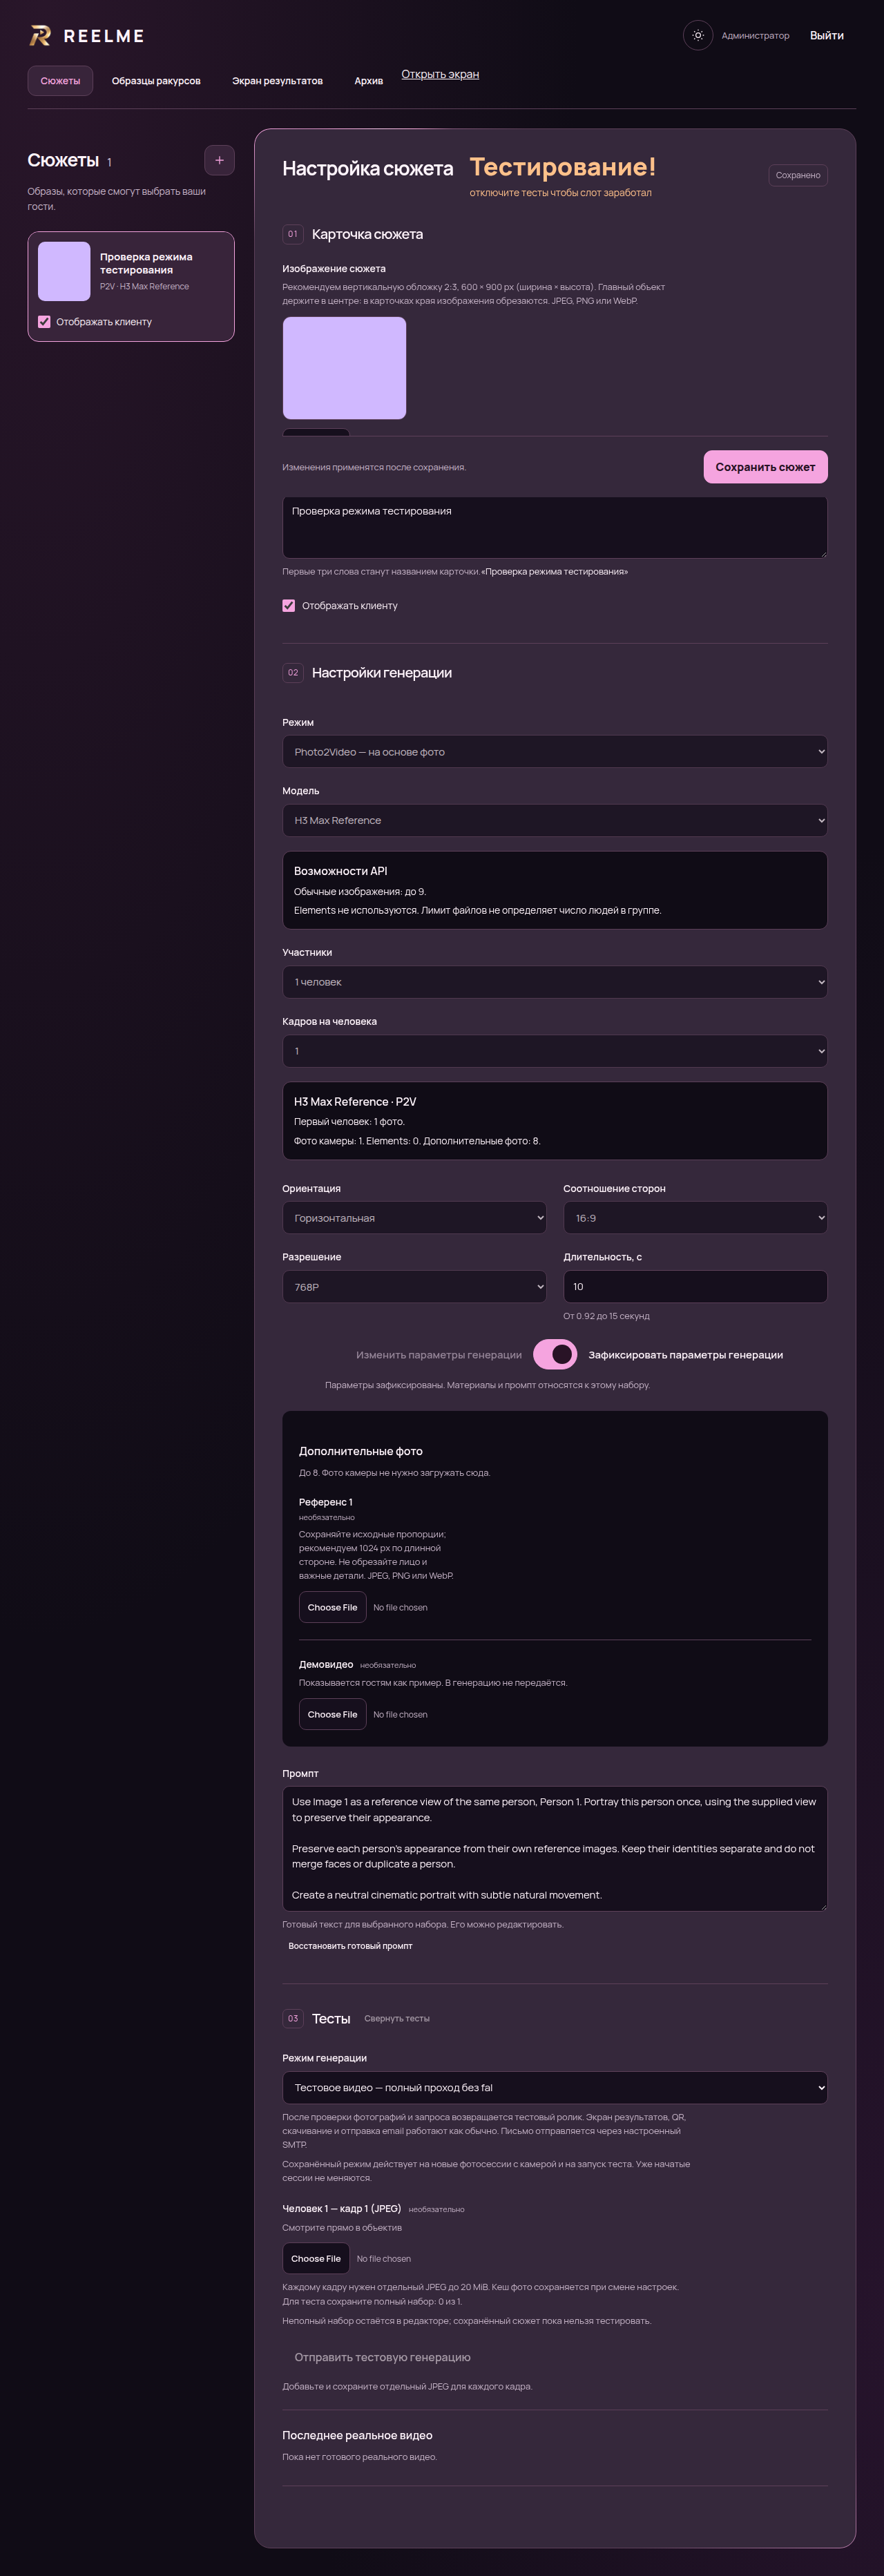 REELME
Администратор
Выйти
Сюжеты
Образцы ракурсов
Экран результатов
Архив
Открыть экран
Сюжеты 1
+
Образы, которые смогут выбрать ваши
гости.
Проверка режима
тестирования
P2V · H3 Max Reference
Отображать клиенту
Настройка сюжета
Тестирование!
отключите тесты чтобы слот заработал
Сохранено
01 Карточка сюжета
Изображение сюжета
Рекомендуем вертикальную обложку 2:3, 600 × 900 px (ширина × высота). Главный объект
держите в центре: в карточках края изображения обрезаются. JPEG, PNG или WebP.
Изменения применятся после сохранения.
Сохранить сюжет
Проверка режима тестирования
Первые три слова станут названием карточки.«Проверка режима тестирования»
Отображать клиенту
02 Настройки генерации
Режим
Photo2Video — на основе фото
Модель
H3 Max Reference
Возможности API
Обычные изображения: до 9.
Elements не используются. Лимит файлов не определяет число людей в группе.
Участники
1 человек
Кадров на человека
1
H3 Max Reference · P2V
Первый человек: 1 фото.
Фото камеры: 1. Elements: 0. Дополнительные фото: 8.
Ориентация
Соотношение сторон
Горизонтальная
16:9
Разрешение
Длительность, с
768P
10
От 0.92 до 15 секунд
Изменить параметры генерации
Зафиксировать параметры генерации
Параметры зафиксированы. Материалы и промпт относятся к этому набору.
Дополнительные фото
До 8. Фото камеры не нужно загружать сюда.
Референс 1
необязательно
Сохраняйте исходные пропорции;
рекомендуем 1024 px по длинной
стороне. Не обрезайте лицо и
важные детали. JPEG, PNG или WebP.
Choose File No file chosen
Демовидео необязательно
Показывается гостям как пример. В генерацию не передаётся.
Choose File No file chosen
Промпт
Use Image 1 as a reference view of the same person, Person 1. Portray this person once, using the supplied view
to preserve their appearance.
Preserve each person's appearance from their own reference images. Keep their identities separate and do not
merge faces or duplicate a person.
Create a neutral cinematic portrait with subtle natural movement.
Готовый текст для выбранного набора. Его можно редактировать.
Восстановить готовый промпт
03 Тесты Свернуть тесты
Режим генерации
Тестовое видео — полный проход без fal
После проверки фотографий и запроса возвращается тестовый ролик. Экран результатов, QR,
скачивание и отправка email работают как обычно. Письмо отправляется через настроенный
SMTP.
Сохранённый режим действует на новые фотосессии с камерой и на запуск теста. Уже начатые
сессии не меняются.
Человек 1 — кадр 1 (JPEG) необязательно
Смотрите прямо в объектив
Choose File No file chosen
Каждому кадру нужен отдельный JPEG до 20 MiB. Кеш фото сохраняется при смене настроек.
Для теста сохраните полный набор: 0 из 1.
Неполный набор остаётся в редакторе; сохранённый сюжет пока нельзя тестировать.
Отправить тестовую генерацию
Добавьте и сохраните отдельный JPEG для каждого кадра.
Последнее реальное видео
Пока нет готового реального видео.